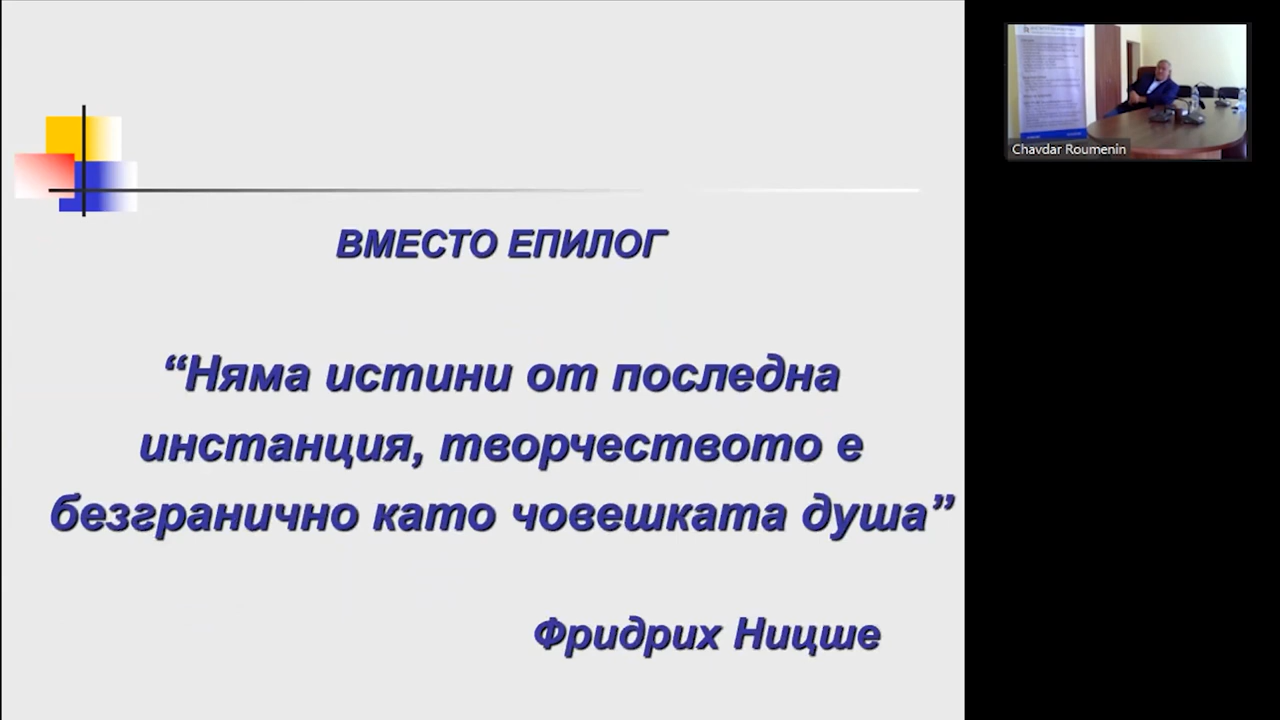 ВМЕСТО ЕПИЛОГ
“Няма истини от последна
инстанция, творчеството е
безгранично като човешката душа”
Фридрих Ницше
Chavdar Roumenin